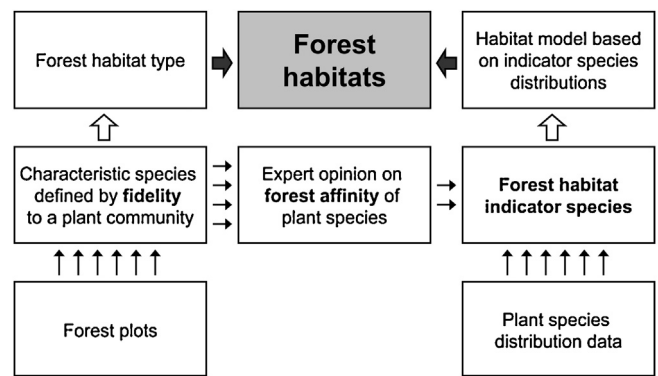 Forest habitat type
Forest
habitats
Habitat model based
on indicator species
distributions
Characteristic species
defined by fidelity
to a plant community
Expert opinion on
forest affinity of
plant species
Forest habitat
indicator species
Forest plots
Plant species
distribution data